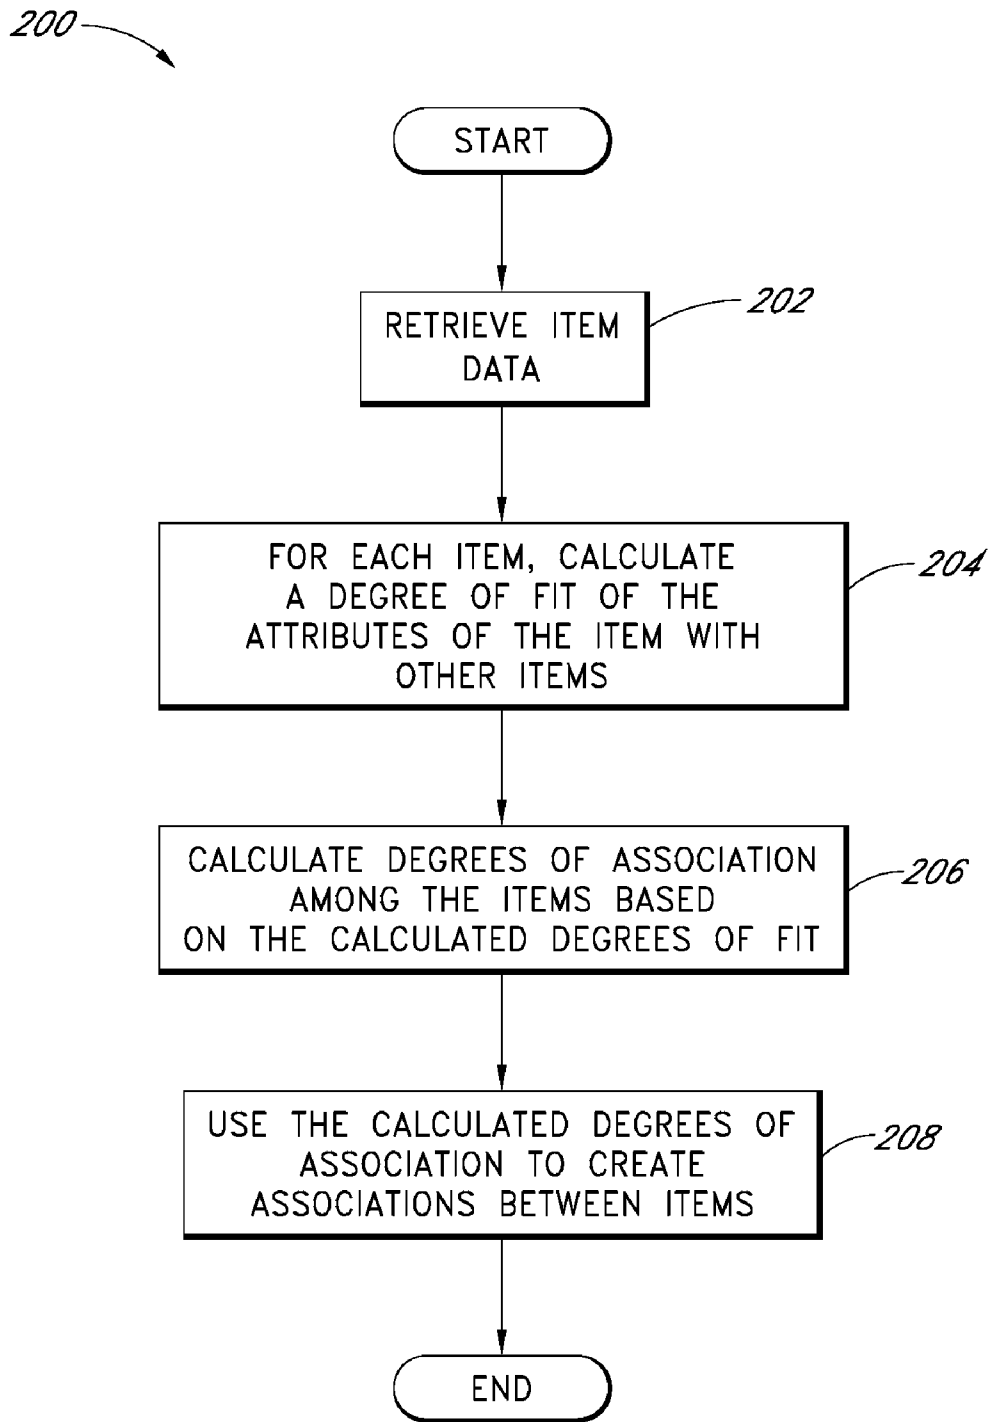 200
START
RETRIEVE ITEM
DATA
202
FOR EACH ITEM, CALCULATE
A DEGREE OF FIT OF THE
ATTRIBUTES OF THE ITEM WITH
OTHER ITEMS
204
CALCULATE DEGREES OF ASSOCIATION
AMONG THE ITEMS BASED
ON THE CALCULATED DEGREES OF FIT
206
USE THE CALCULATED DEGREES OF
ASSOCIATION TO CREATE
ASSOCIATIONS BETWEEN ITEMS
208
END